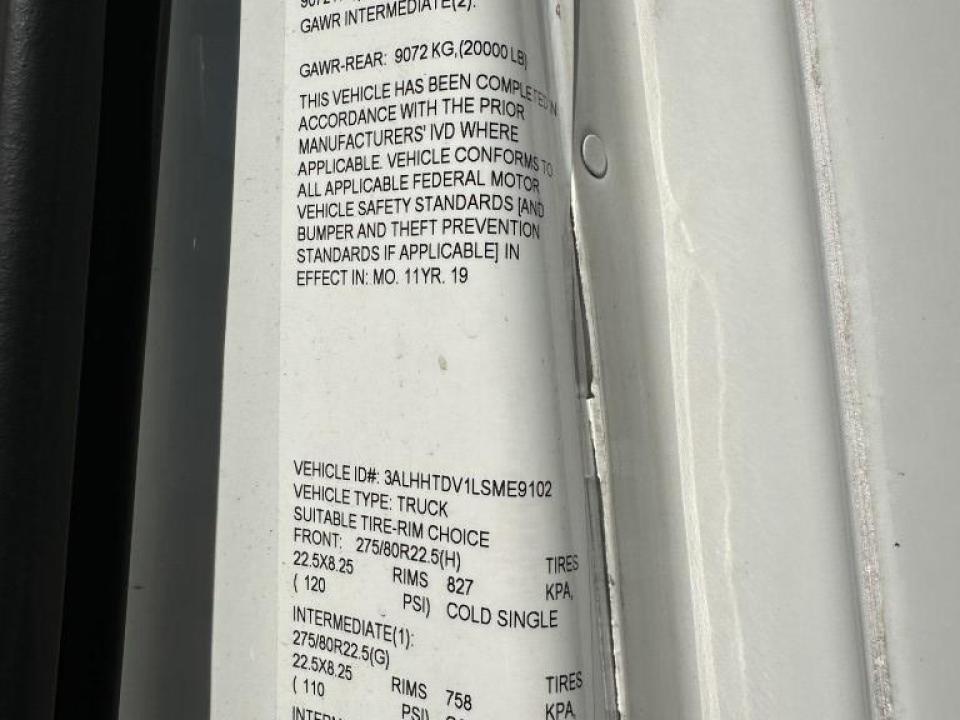 GAWR INTERMEDIATE(2):
GAWR-REAR: 9072 KG,(20000 LB)
THIS VEHICLE HAS BEEN COMPLETED IN
ACCORDANCE WITH THE PRIOR
MANUFACTURERS' IVD WHERE
APPLICABLE. VEHICLE CONFORMS TO
ALL APPLICABLE FEDERAL MOTOR
VEHICLE SAFETY STANDARDS [AND
BUMPER AND THEFT PREVENTION
STANDARDS IF APPLICABLE] IN
EFFECT IN: MO. 11YR. 19
VEHICLE ID#: 3ALHHTDV1LSME9102
VEHICLE TYPE: TRUCK
SUITABLE TIRE-RIM CHOICE
FRONT: 275/80R22.5(H) TIRES
22.5X8.25 RIMS 827 KPA,
( 120 PSI) COLD SINGLE
INTERMEDIATE(1):
275/80R22.5(G) TIRES
22.5X8.25 RIMS 758 KPA,
( 110 PSI)